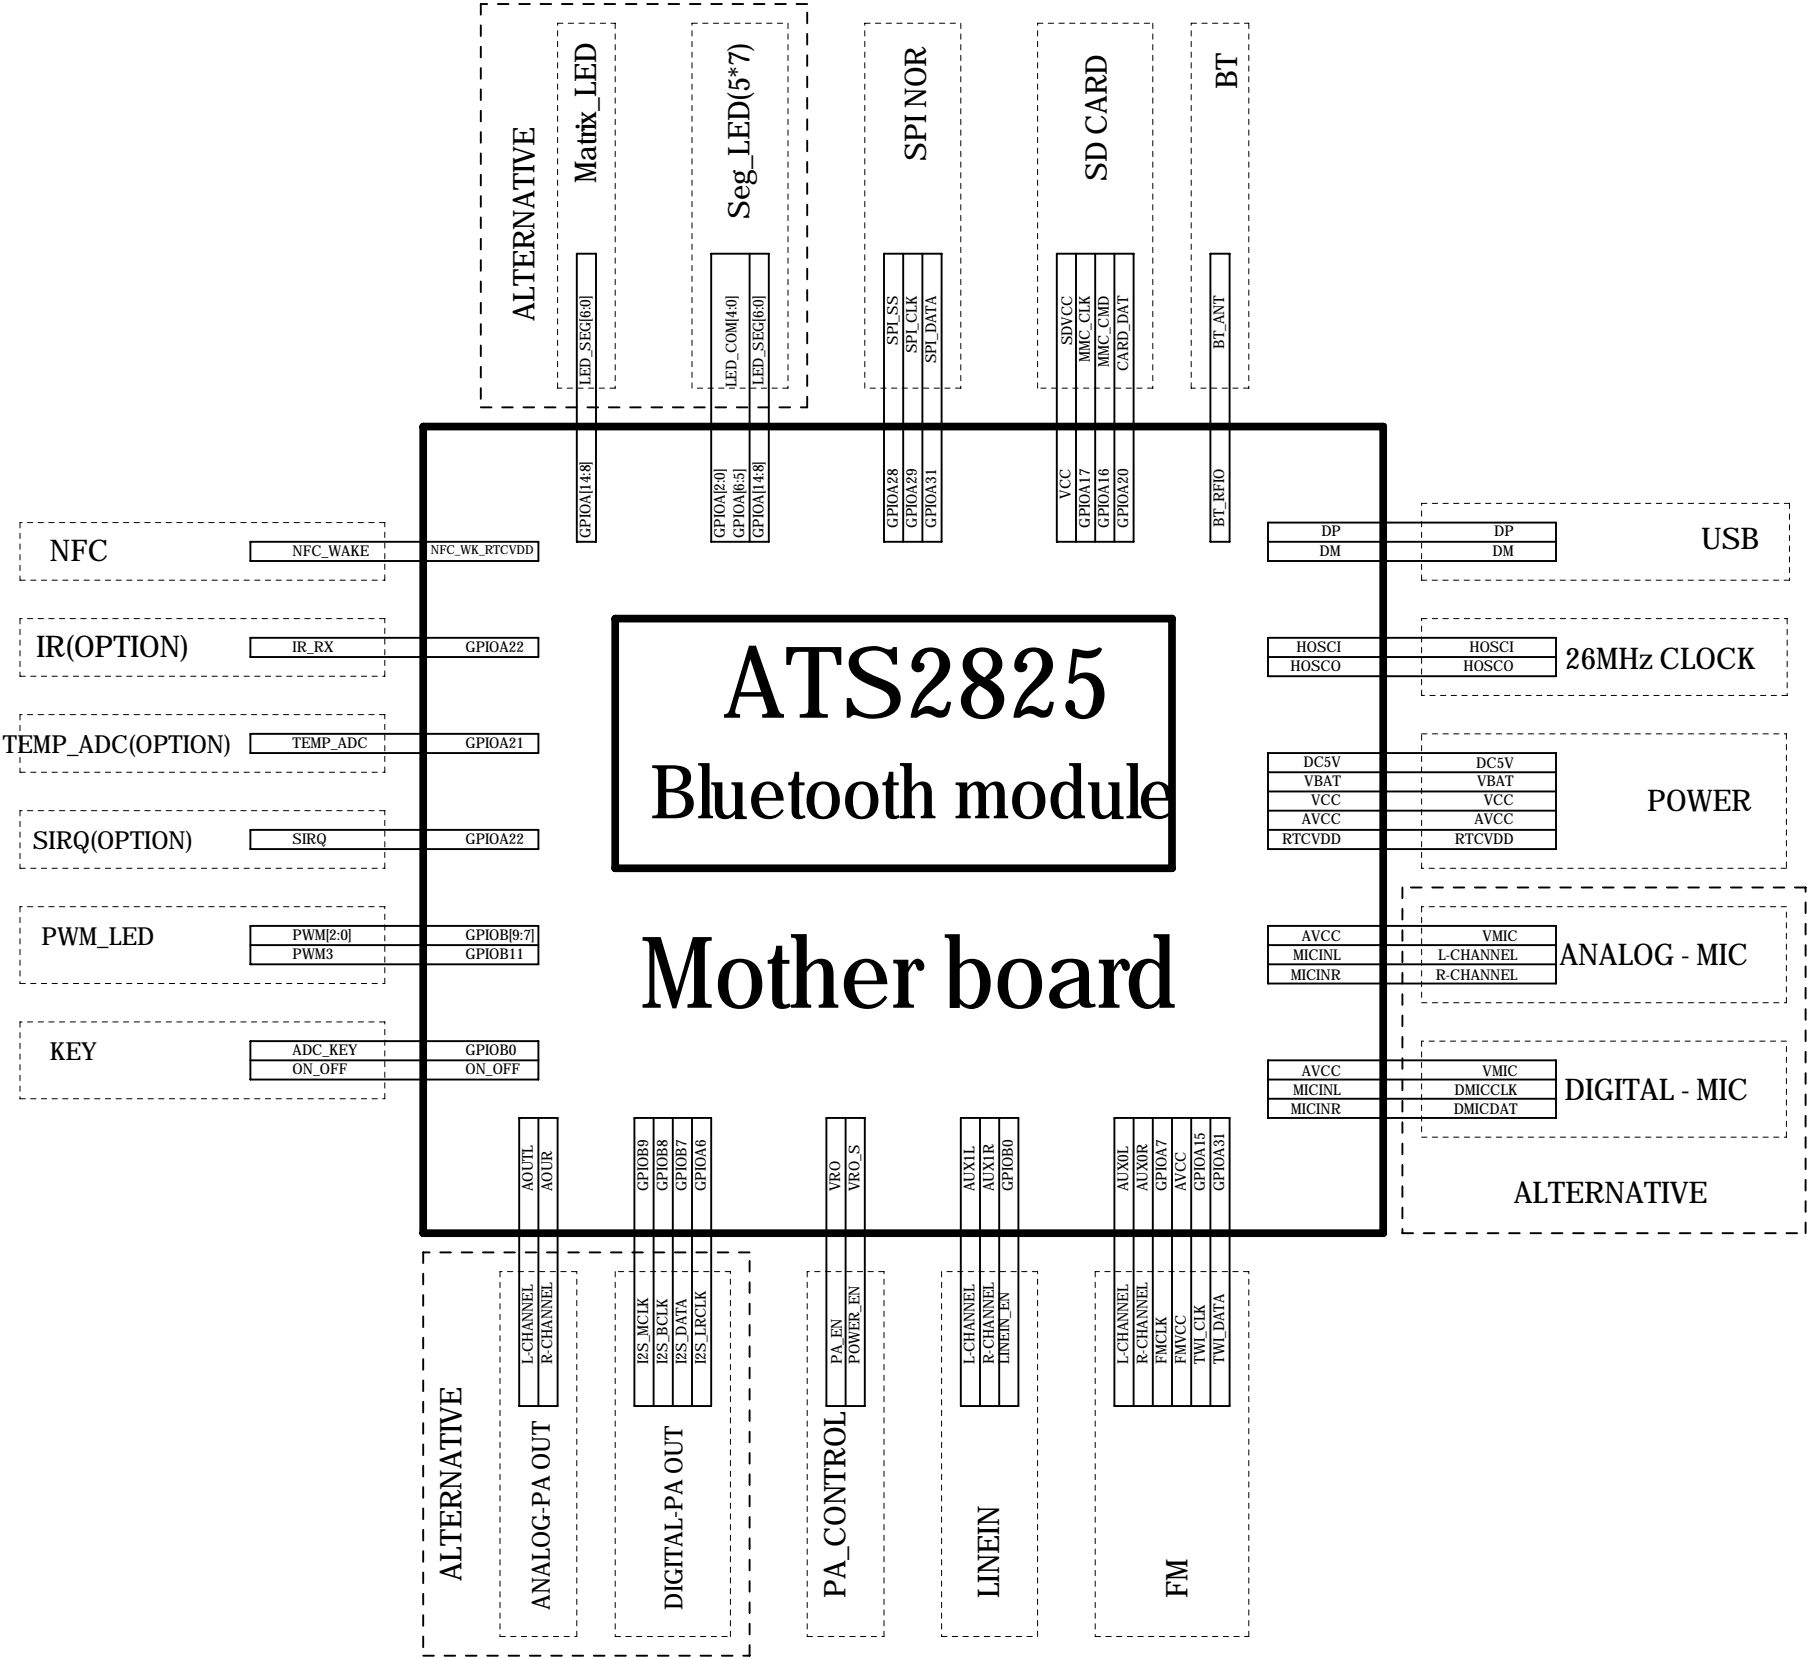 ALTERNATIVE
Matrix_LED
LED_SEG[6:0]
GPIOA[14:8]
Seg_LED(5*7)
LED_COM[4:0]
LED_SEG[6:0]
GPIOA[2:0]
GPIOA[6:5]
GPIOA[14:8]
SPI NOR
SPI_SS
SPI_CLK
SPI_DATA
GPIOA28
GPIOA29
GPIOA31
SD CARD
SDVCC
MMC_CLK
MMC_CMD
CARD_DAT
VCC
GPIOA17
GPIOA16
GPIOA20
BT
BT_ANT
BT_RFIO
NFC
NFC_WAKE
NFC_WK_RTCVDD
IR(OPTION)
IR_RX
GPIOA22
TEMP_ADC(OPTION)
TEMP_ADC
GPIOA21
SIRQ(OPTION)
SIRQ
GPIOA22
PWM_LED
PWM[2:0]
GPIOB[9:7]
PWM3
GPIOB11
KEY
ADC_KEY
GPIOB0
ON_OFF
ON_OFF
ATS2825
Bluetooth module
Mother board
DP
DP
DM
DM
USB
HOSCI
HOSCI
HOSCO
HOSCO
26MHz CLOCK
DC5V
DC5V
VBAT
VBAT
VCC
VCC
AVCC
AVCC
RTCVDD
RTCVDD
POWER
AVCC
VMIC
MICINL
L-CHANNEL
MICINR
R-CHANNEL
ANALOG - MIC
AVCC
VMIC
MICINL
DMICCLK
MICINR
DMICDAT
DIGITAL - MIC
ALTERNATIVE
AOUTL
AOUR
L-CHANNEL
R-CHANNEL
ANALOG-PA OUT
GPIOB9
GPIOB8
GPIOB7
GPIOA6
I2S_MCLK
I2S_BCLK
I2S_DATA
I2S_LRCLK
DIGITAL-PA OUT
ALTERNATIVE
VRO
VRO_S
PA_EN
POWER_EN
PA_CONTROL
AUX1L
AUX1R
GPIOB0
L-CHANNEL
R-CHANNEL
LINEIN_EN
LINEIN
AUX0L
AUX0R
GPIOA7
AVCC
GPIOA15
GPIOA31
L-CHANNEL
R-CHANNEL
FMCLK
FMVCC
TWI_CLK
TWI_DATA
FM